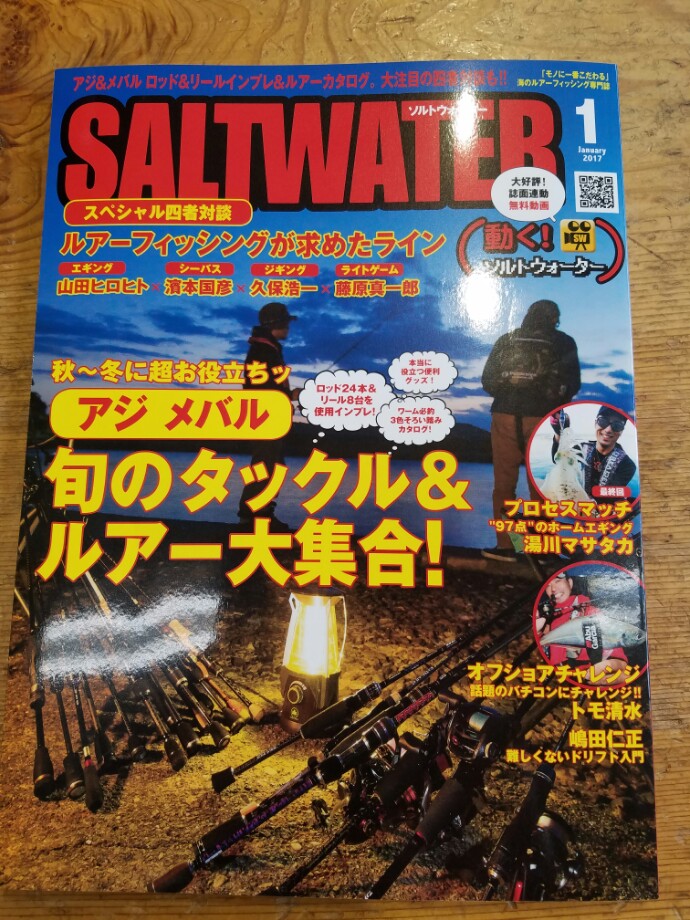 アジ&メバル ロッド&リールインプレ&ルアーカタログ。大注目の四者対談も!!
「モノに一番こだわる」
海のルアーフィッシング専門誌
ソルトウォーター
SALTWATER
1
January
2017
大好評!
誌面連動
無料動画
動く!
SW
ソルトウォーター
スペシャル四者対談
ルアーフィッシングが求めたライン
エギング シーバス ジギング ライトゲーム
山田ヒロヒト×濱本国彦×久保浩一×藤原真一郎
秋~冬に超お役立ちッ
アジ メバル
ロッド24本&
リール8台を
使用インプレ!
本当に
役立つ便利
グッズ!
ワーム必釣
3色そろい踏み
カタログ!
旬のタックル&
ルアー大集合!
最終回
プロセスマッチ
"97点"のホームエギング
湯川マサタカ
Abu
Garcia
オフショアチャレンジ
話題のバチコンにチャレンジ!!
トモ清水
嶋田仁正
難しくないドリフト入門